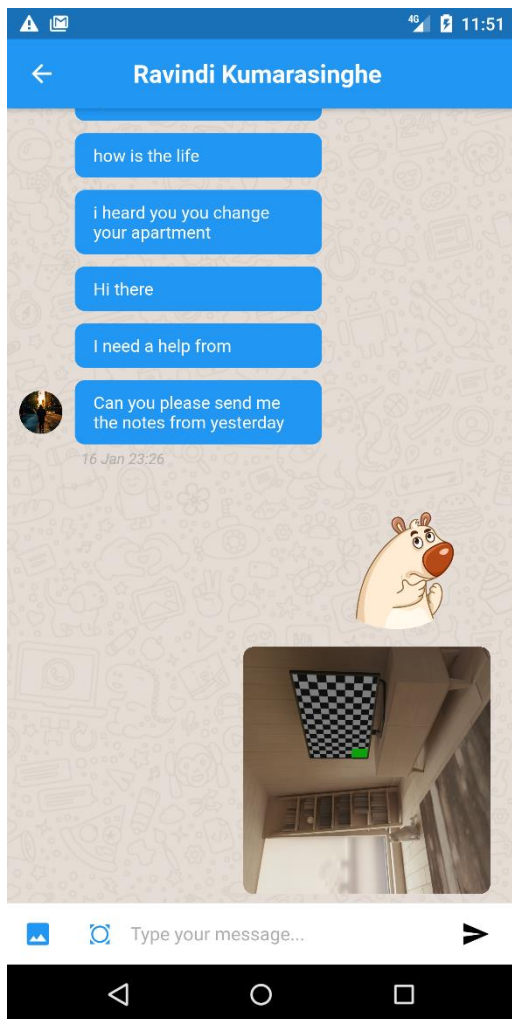 4G 11:51
Ravindi Kumarasinghe
how is the life
i heard you you change
your apartment
Hi there
I need a help from
Can you please send me
the notes from yesterday
16 Jan 23:26
Type your message...